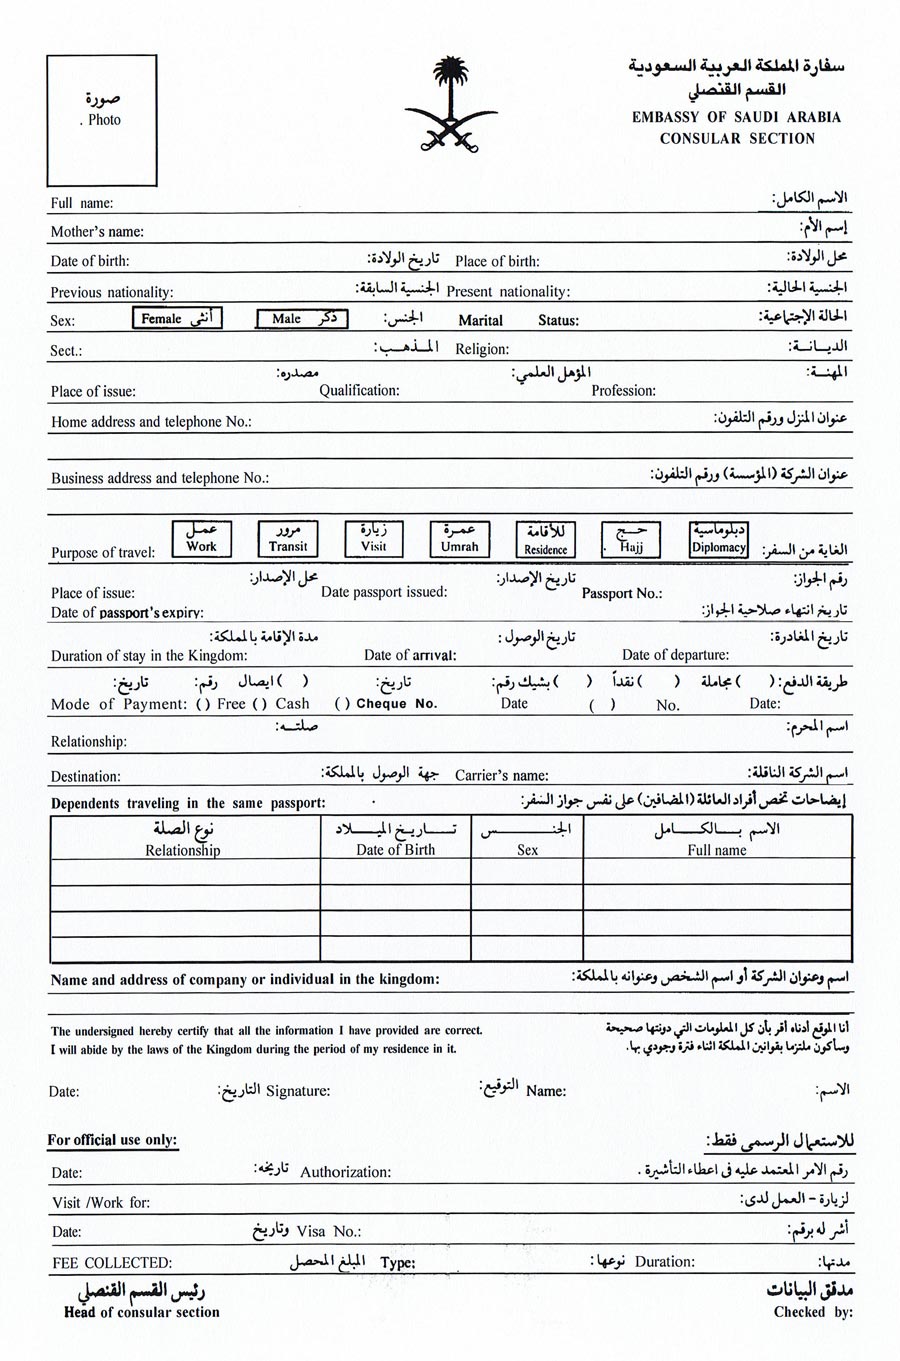 صورة
. Photo
سفارة المملكة العربية السعودية
القسم القنصلي
EMBASSY OF SAUDI ARABIA
CONSULAR SECTION
Full name: الاسم الكامل:
Mother's name: إسم الأم:
Date of birth: تاريخ الولادة: Place of birth: محل الولادة:
Previous nationality: الجنسية السابقة: Present nationality: الجنسية الحالية:
Sex: Female أنثى Male ذكر الجنس: Marital Status: الحالة الإجتماعية:
Sect.: المذهب: Religion: الديانة:
Place of issue: مصدره: Qualification: المؤهل العلمي: Profession: المهنة:
Home address and telephone No.: عنوان المنزل ورقم التلفون:
Business address and telephone No.: عنوان الشركة (المؤسسة) ورقم التلفون:
عمل مرور زيارة عمرة للأقامة حج دبلوماسية
Purpose of travel: Work Transit Visit Umrah Residence Hajj Diplomacy الغاية من السفر:
محل الإصدار: تاريخ الإصدار: رقم الجواز:
Place of issue: Date passport issued: Passport No.:
Date of passport's expiry: تاريخ انتهاء صلاحية الجواز:
مدة الإقامة بالمملكة: تاريخ الوصول: تاريخ المغادرة:
Duration of stay in the Kingdom: Date of arrival: Date of departure:
طريقة الدفع: ( ) مجاملة ( ) نقداً ( ) بشيك رقم: تاريخ: ( ) ايصال رقم: تاريخ:
Mode of Payment: ( ) Free ( ) Cash ( ) Cheque No. Date ( ) No. Date:
صلته: اسم المحرم:
Relationship:
Destination: جهة الوصول بالمملكة: Carrier's name: اسم الشركة الناقلة:
Dependents traveling in the same passport: إيضاحات تخص أفراد العائلة (المضافين) على نفس جواز السفر:
نوع الصلة تاريخ الميلاد الجنس الاسم بالكامل
Relationship Date of Birth Sex Full name
Name and address of company or individual in the kingdom: اسم وعنوان الشركة أو اسم الشخص وعنوانه بالمملكة:
The undersigned hereby certify that all the information I have provided are correct. أنا الموقع أدناه أقر بأن كل المعلومات التي دونتها صحيحة
I will abide by the laws of the Kingdom during the period of my residence in it. وسأكون ملتزما بقوانين المملكة اثناء فترة وجودي بها.
Date: التاريخ: Signature: التوقيع: Name: الاسم:
For official use only: للاستعمال الرسمى فقط:
Date: تاريخه: Authorization: رقم الامر المعتمد عليه فى اعطاء التأشيرة .
Visit /Work for: لزيارة - العمل لدى:
Date: وتاريخ Visa No.: أشر له برقم:
FEE COLLECTED: المبلغ المحصل Type: نوعها: Duration: مدتها:
رئيس القسم القنصلي مدقق البيانات
Head of consular section Checked by: